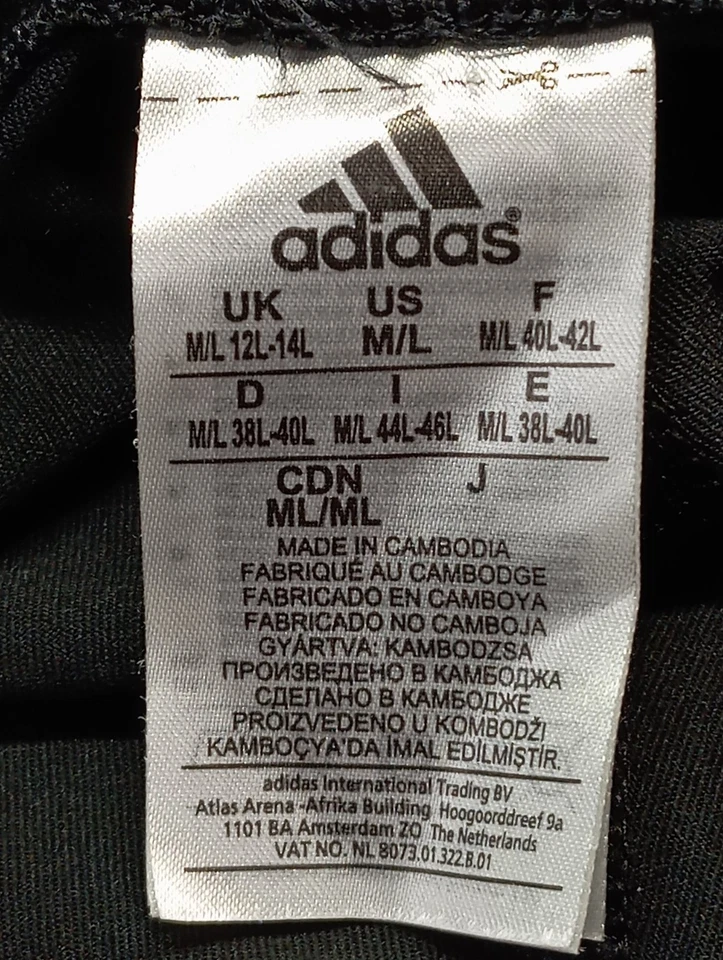 adidas®
UK US F
M/L 12L-14L M/L M/L 40L-42L
D I E
M/L 38L-40L M/L 44L-46L M/L 38L-40L
CDN J
ML/ML
MADE IN CAMBODIA
FABRIQUÉ AU CAMBODGE
FABRICADO EN CAMBOYA
FABRICADO NO CAMBOJA
GYÁRTVA: KAMBODZSA
ПРОИЗВЕДЕНО В КАМБОДЖА
СДЕЛАНО В КАМБОДЖЕ
PROIZVEDENO U KOMBODŽI
KAMBOÇYA'DA İMAL EDİLMİŞTİR.
adidas International Trading BV
Atlas Arena -Afrika Building Hoogoorddreef 9a
1101 BA Amsterdam ZO The Netherlands
VAT NO. NL 8073.01.322.B.01